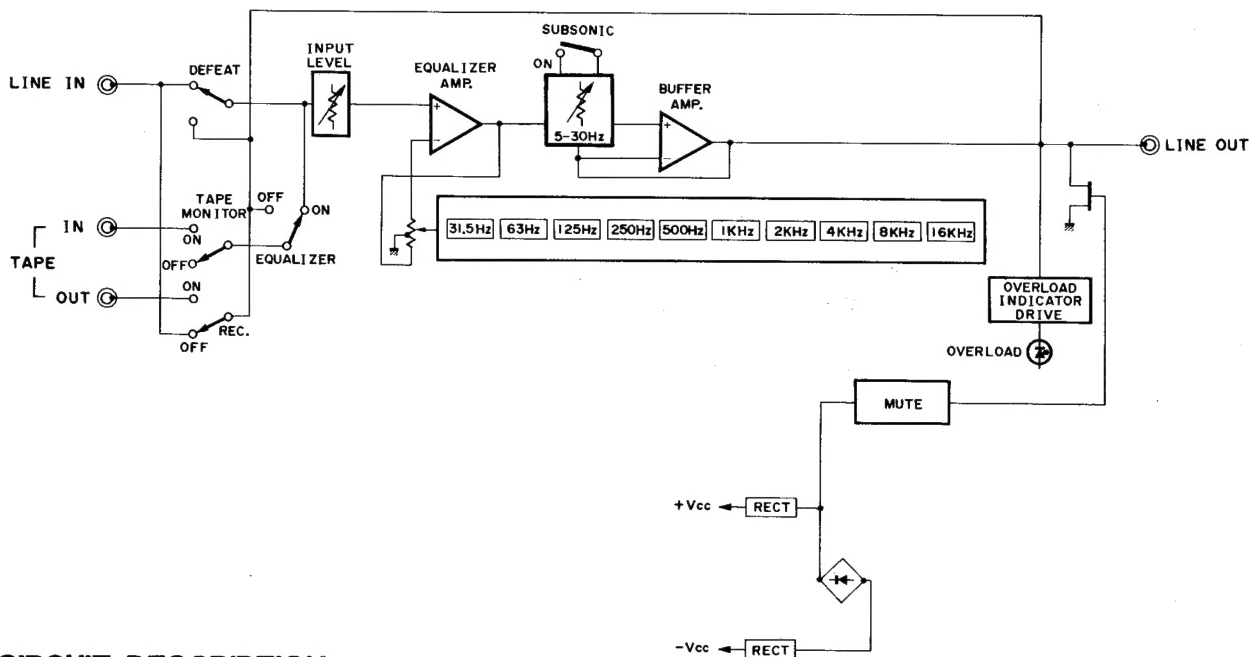 SUBSONIC
ON
INPUT
LEVEL
EQUALIZER
AMP.
LINE IN
DEFEAT
+
−
5-30Hz
BUFFER
AMP.
+
−
LINE OUT
TAPE
MONITOR
OFF
ON
IN
ON
OFF
EQUALIZER
TAPE
OUT
ON
REC.
OFF
31,5Hz 63Hz 125Hz 250Hz 500Hz 1KHz 2KHz 4KHz 8KHz 16KHz
OVERLOAD
INDICATOR
DRIVE
OVERLOAD
MUTE
+Vcc RECT
−Vcc RECT